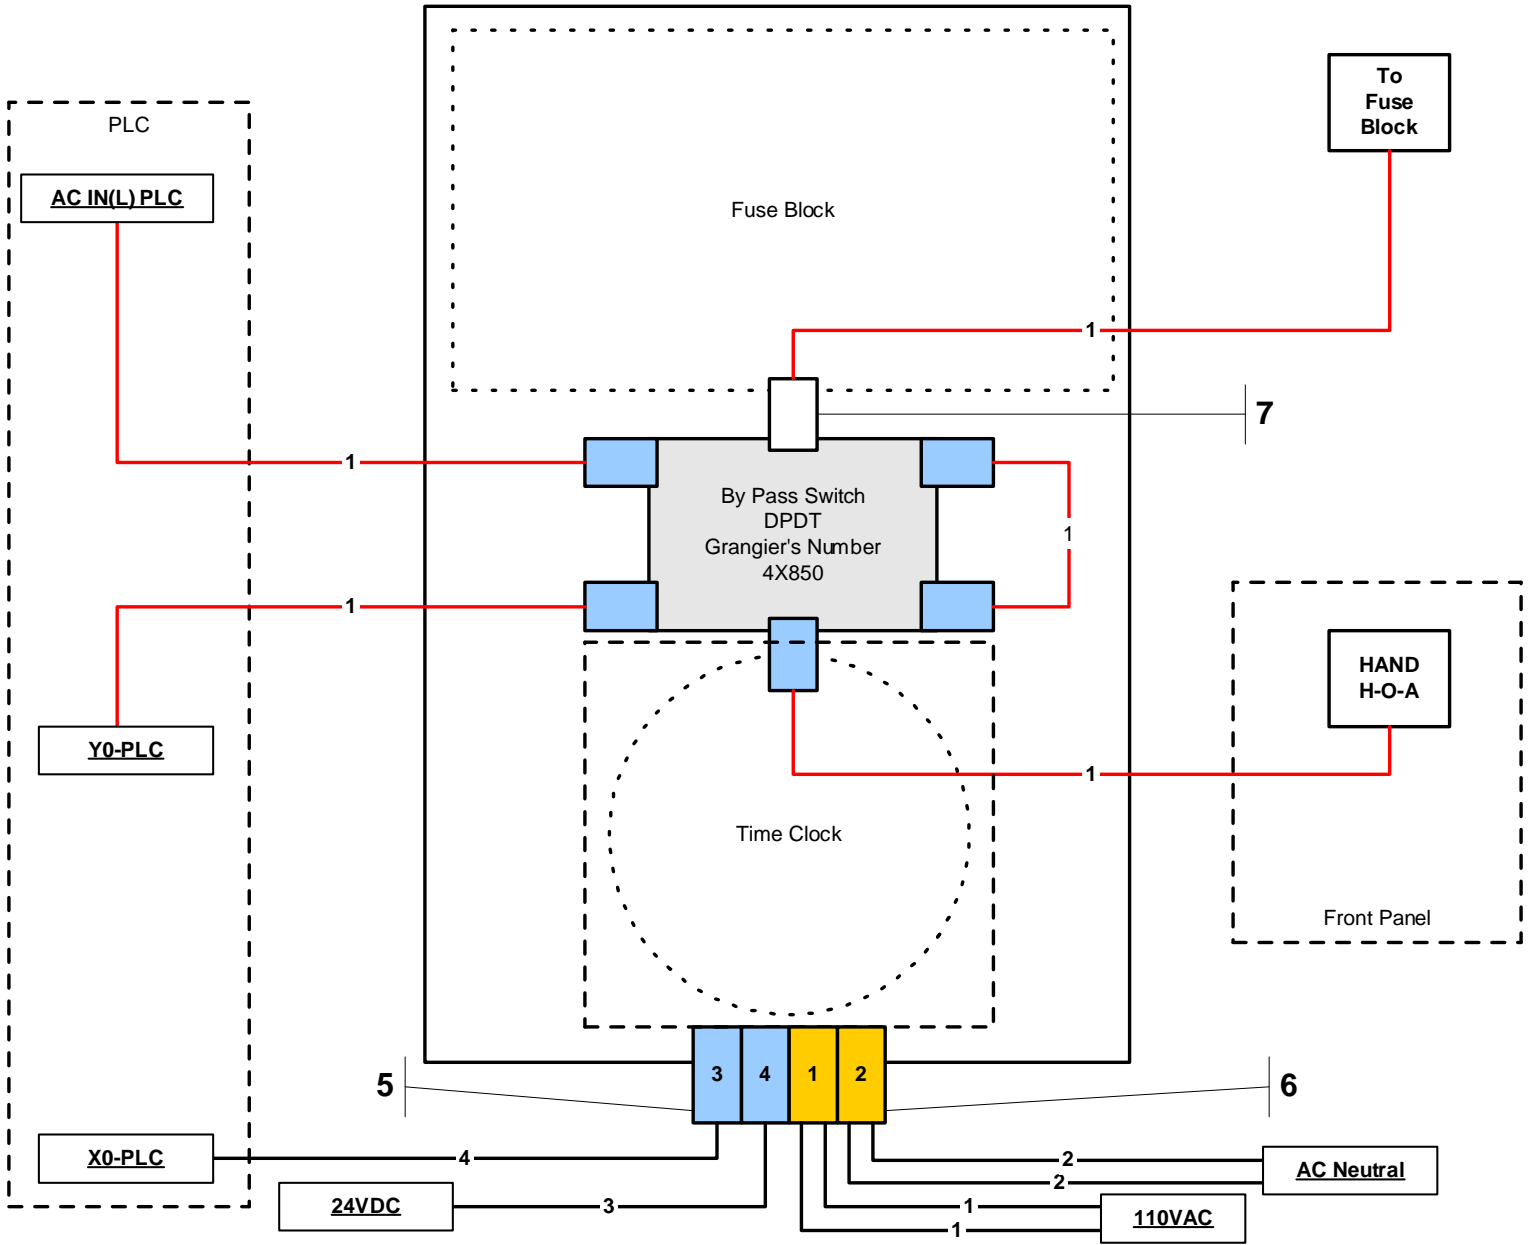 To
Fuse
Block
PLC
AC IN(L) PLC
Fuse Block
1
7
1
By Pass Switch
DPDT
Grangier's Number
4X850
1
1
HAND
H-O-A
Y0-PLC
1
Time Clock
Front Panel
5
3
4
1
2
6
X0-PLC
4
2
AC Neutral
2
24VDC
3
1
110VAC
1